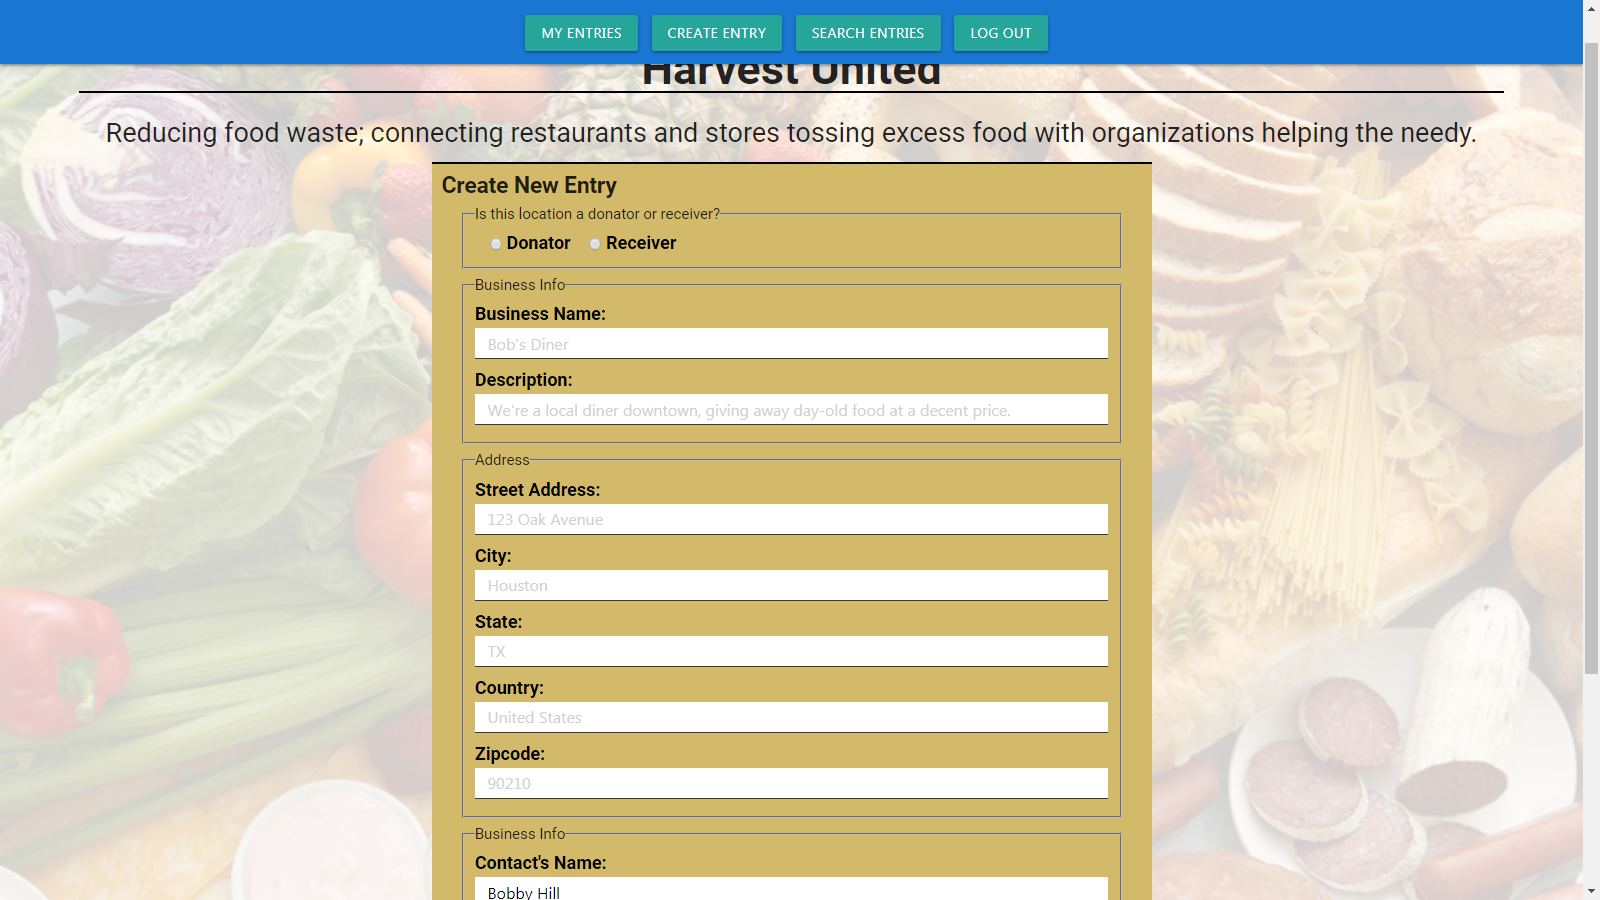 MY ENTRIES CREATE ENTRY SEARCH ENTRIES LOG OUT
Harvest United
Reducing food waste; connecting restaurants and stores tossing excess food with organizations helping the needy.
Create New Entry
Is this location a donator or receiver?
Donator Receiver
Business Info
Business Name:
Bob's Diner
Description:
We're a local diner downtown, giving away day-old food at a decent price.
Address
Street Address:
123 Oak Avenue
City:
Houston
State:
TX
Country:
United States
Zipcode:
90210
Business Info
Contact's Name:
Bobby Hill